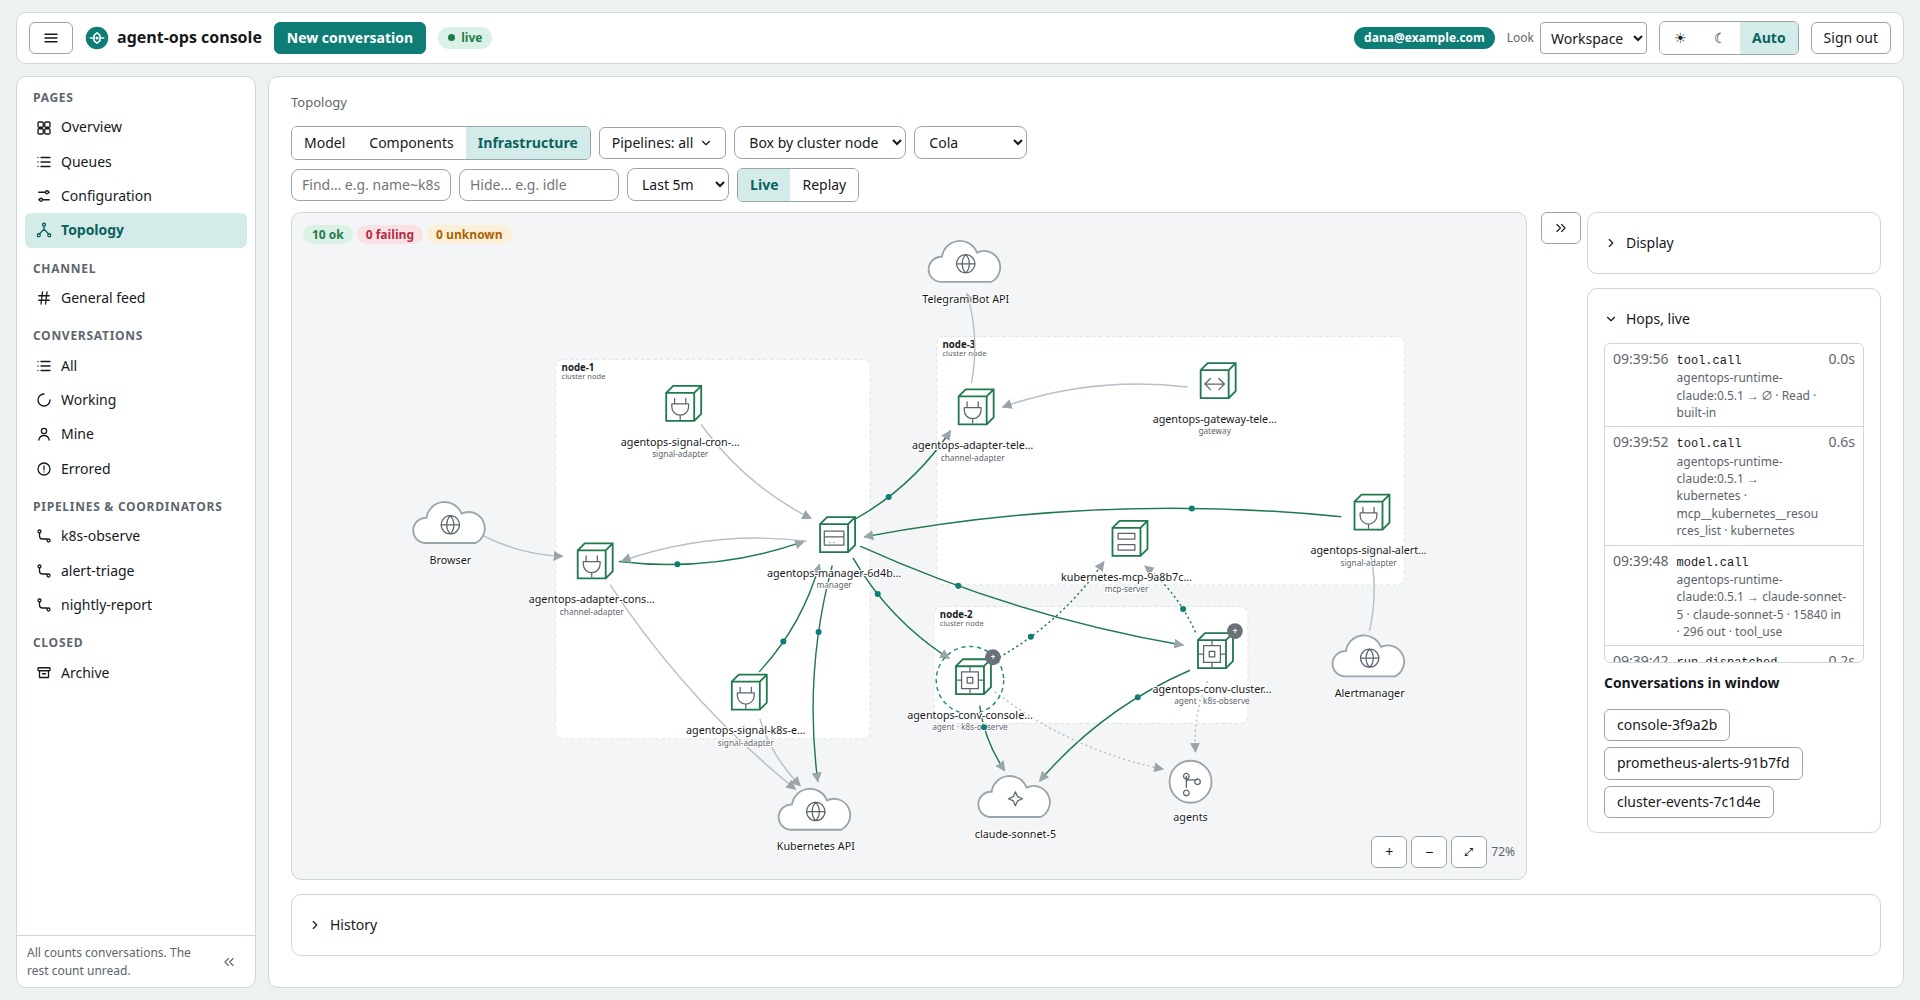 agent-ops console
New conversation
live
dana@example.com
Look
Workspace
Auto
Sign out
PAGES
Overview
Queues
Configuration
Topology
CHANNEL
General feed
CONVERSATIONS
All
Working
Mine
Errored
PIPELINES & COORDINATORS
k8s-observe
alert-triage
nightly-report
CLOSED
Archive
All counts conversations. The
rest count unread.
Topology
Model
Components
Infrastructure
Pipelines: all
Box by cluster node
Cola
Find... e.g. name~k8s
Hide... e.g. idle
Last 5m
Live
Replay
10 ok
0 failing
0 unknown
Telegram Bot API
node-3
cluster node
node-1
cluster node
agentops-signal-cron-...
signal-adapter
agentops-adapter-tele...
channel-adapter
agentops-gateway-tele...
gateway
Browser
agentops-adapter-cons...
channel-adapter
agentops-manager-6d4b...
manager
kubernetes-mcp-9a8b7c...
mcp-server
agentops-signal-alert...
signal-adapter
node-2
cluster node
agentops-conv-console...
agent · k8s-observe
agentops-conv-cluster...
agent · k8s-observe
agentops-signal-k8s-e...
signal-adapter
Alertmanager
Kubernetes API
claude-sonnet-5
agents
+
−
72%
Display
Hops, live
09:39:56 tool.call 0.0s
agentops-runtime-
claude:0.5.1 → ∅ · Read ·
built-in
09:39:52 tool.call 0.6s
agentops-runtime-
claude:0.5.1 →
kubernetes ·
mcp__kubernetes__resou
rces_list · kubernetes
09:39:48 model.call
agentops-runtime-
claude:0.5.1 → claude-sonnet-
5 · claude-sonnet-5 · 15840 in
· 296 out · tool_use
09:39:42 run.dispatched 0.2s
Conversations in window
console-3f9a2b
prometheus-alerts-91b7fd
cluster-events-7c1d4e
History